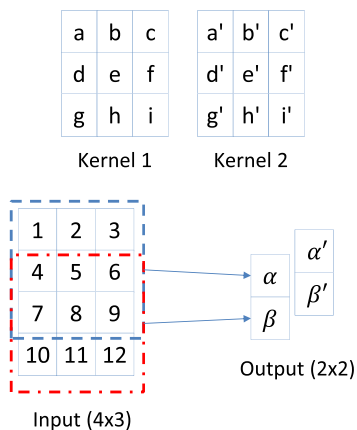 a b c
d e f
g h i
Kernel 1
a' b' c'
d' e' f'
g' h' i'
Kernel 2
1 2 3
4 5 6
7 8 9
10 11 12
Input (4x3)
α
β
α′
β′
Output (2x2)